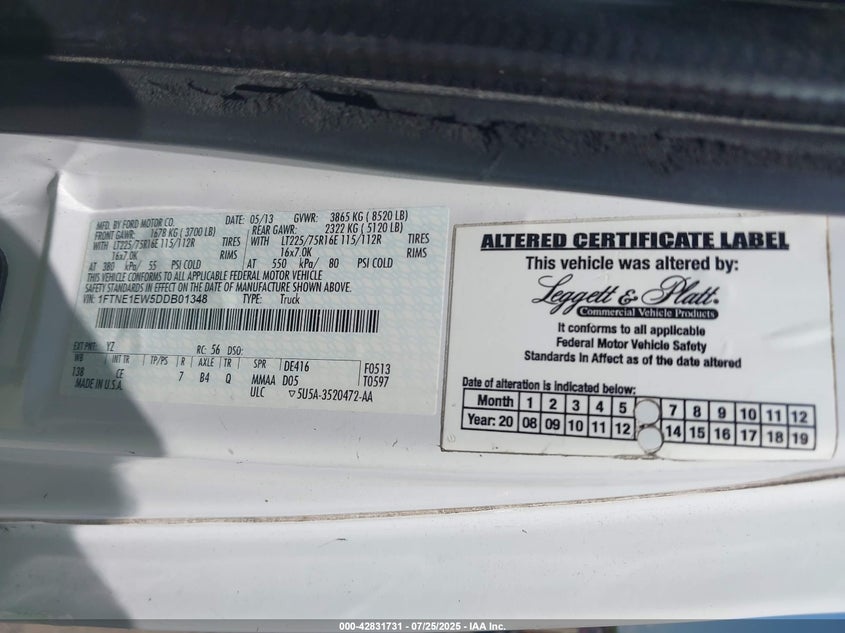 MFD. BY FORD MOTOR CO.
DATE: 05/13 GVWR: 3865 KG ( 8520 LB)
FRONT GAWR: 1678 KG ( 3700 LB)
REAR GAWR: 2322 KG ( 5120 LB)
WITH LT225/75R16E 115/112R TIRES
WITH LT225/75R16E 115/112R TIRES
16x7.0K RIMS
16x7.0K RIMS
AT 380 kPa/ 55 PSI COLD
AT 550 kPa/ 80 PSI COLD
THIS VEHICLE CONFORMS TO ALL APPLICABLE FEDERAL MOTOR VEHICLE
SAFETY STANDARDS IN EFFECT ON THE DATE OF MANUFACTURE SHOWN ABOVE.
VIN: 1FTNE1EW5DDB01348 TYPE: Truck
EXT PNT: YZ RC: 56 DSO:
WB INT TR TP/PS R AXLE TR SPR DE416 F0513
138 CE 7 B4 Q MMAA D05 T0597
MADE IN U.S.A. ULC ▽5U5A-3520472-AA
ALTERED CERTIFICATE LABEL
This vehicle was altered by:
Leggett & Platt.
Commercial Vehicle Products
It conforms to all applicable
Federal Motor Vehicle Safety
Standards In Affect as of the date altered
Date of alteration is indicated below:
Month 1 2 3 4 5 7 8 9 10 11 12
Year: 20 08 09 10 11 12 14 15 16 17 18 19
000-42831731 - 07/25/2025 - IAA Inc.